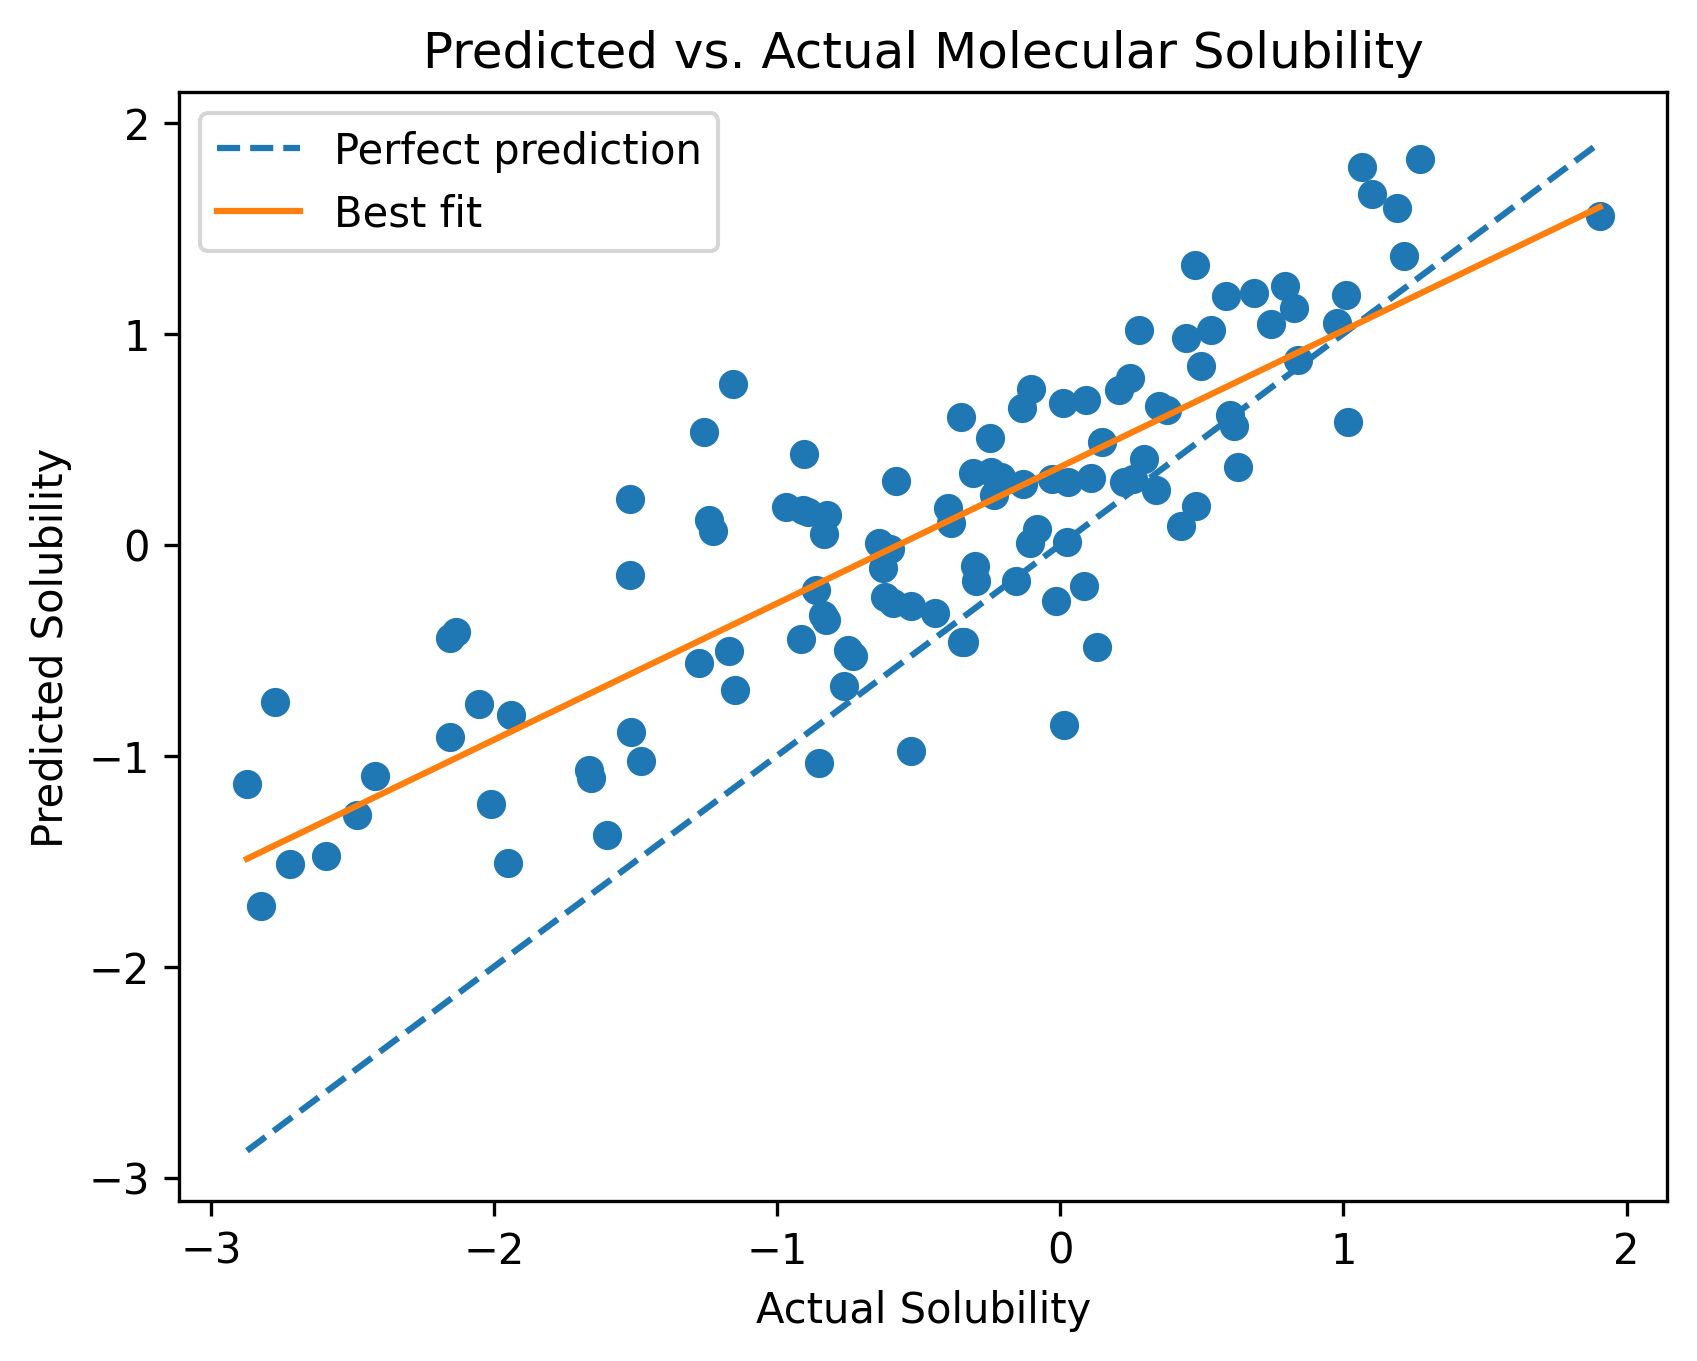 Predicted vs. Actual Molecular Solubility
Perfect prediction
Best fit
2
1
0
−1
−2
−3
Predicted Solubility
−3 −2 −1 0 1 2
Actual Solubility